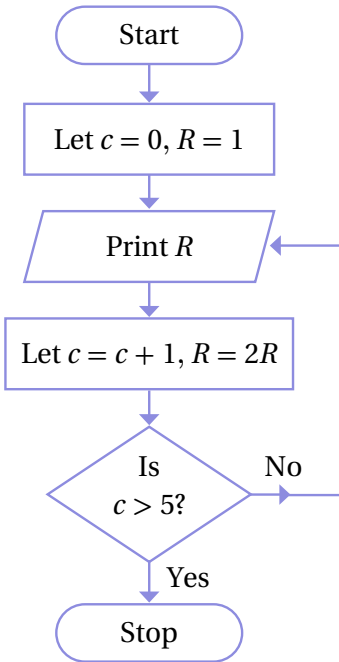 Start
Let c = 0, R = 1
Print R
Let c = c + 1, R = 2R
Is
c > 5?
No
Yes
Stop